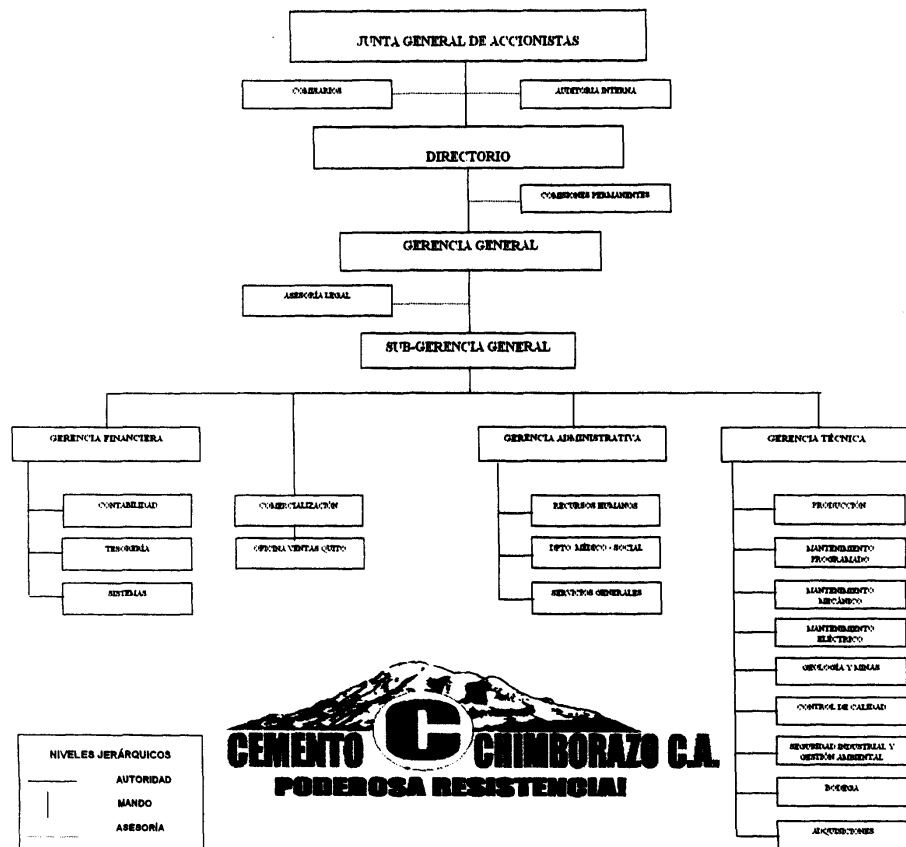 JUNTA GENERAL DE ACCIONISTAS
COMISARIOS
AUDITORIA INTERNA
DIRECTORIO
COMISIONES PERMANENTES
GERENCIA GENERAL
ASESORÍA LEGAL
SUB-GERENCIA GENERAL
GERENCIA FINANCIERA
GERENCIA ADMINISTRATIVA
GERENCIA TÉCNICA
CONTABILIDAD
TESORERÍA
SISTEMAS
COMERCIALIZACIÓN
OFICINA VENTAS QUITO
RECURSOS HUMANOS
DPTO. MÉDICO - SOCIAL
SERVICIOS GENERALES
PRODUCCIÓN
MANTENIMIENTO
PROGRAMADO
MANTENIMIENTO
MECÁNICO
MANTENIMIENTO
ELÉCTRICO
GEOLOGÍA Y MINAS
CONTROL DE CALIDAD
SEGURIDAD INDUSTRIAL Y
GESTIÓN AMBIENTAL
BODEGA
ADQUISICIONES
NIVELES JERÁRQUICOS
AUTORIDAD
MANDO
ASESORÍA
C
CEMENTO CHIMBORAZO C.A.
PODEROSA RESISTENCIA!